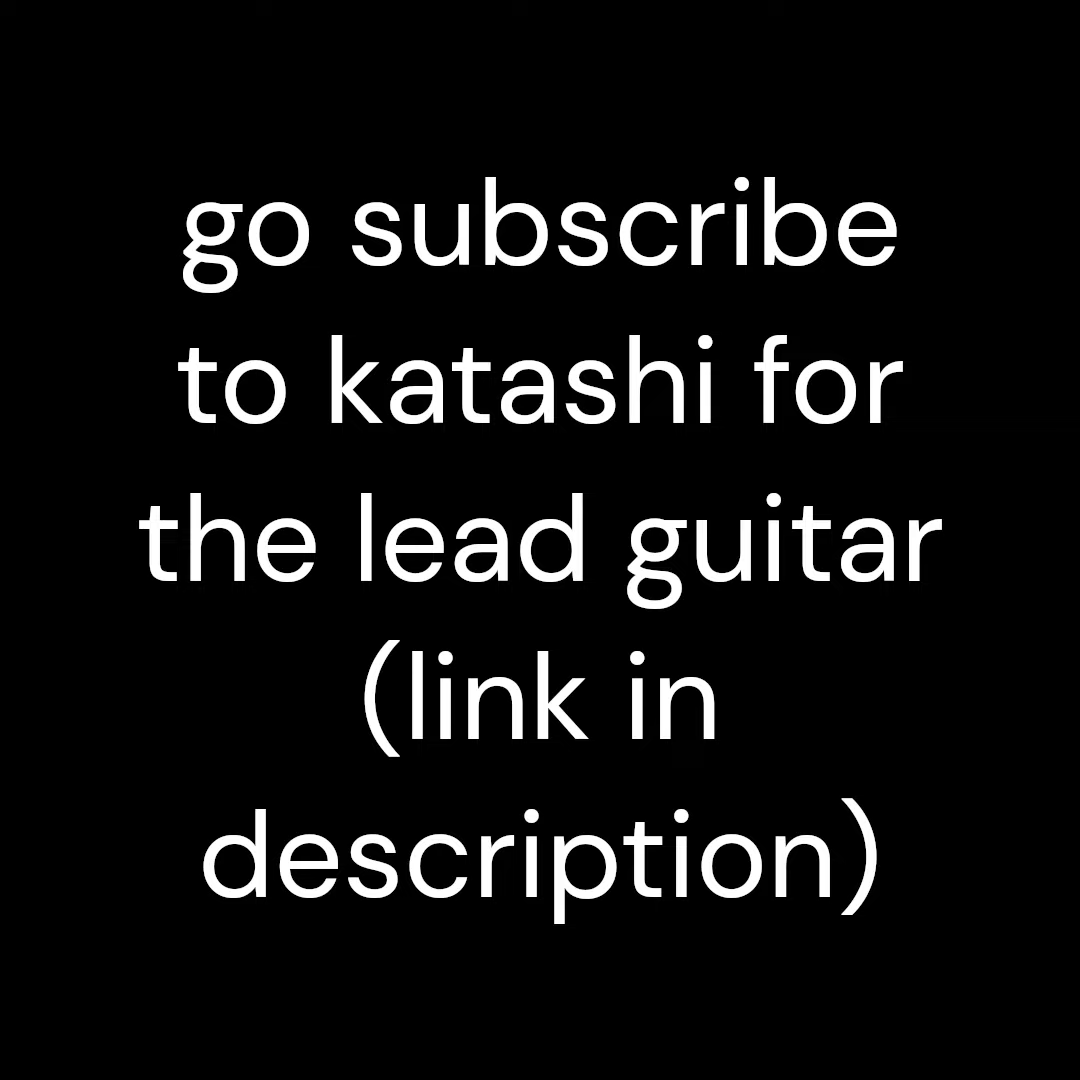 go subscribe
to katashi for
the lead guitar
(link in
description)